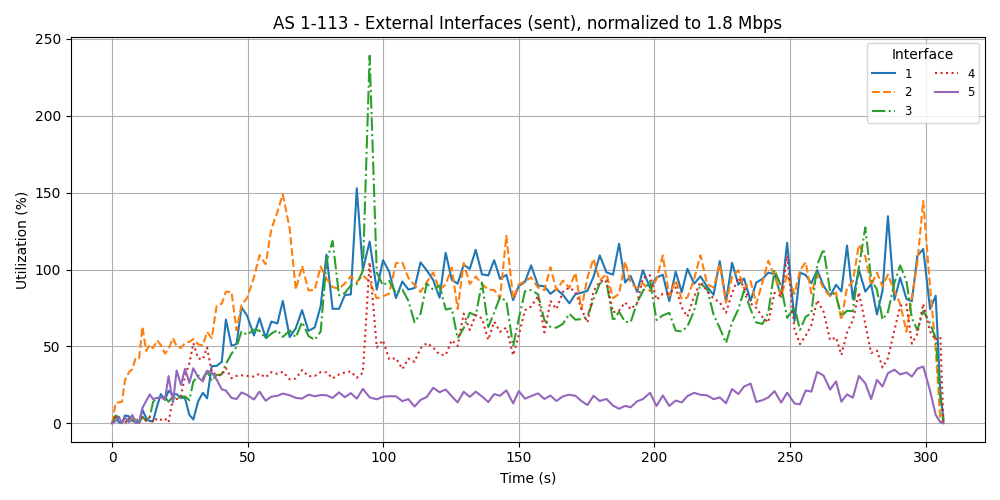 AS 1-113 - External Interfaces (sent), normalized to 1.8 Mbps
Utilization (%)
250
200
150
100
50
0
0 50 100 150 200 250 300
Time (s)
Interface
1 4
2 5
3